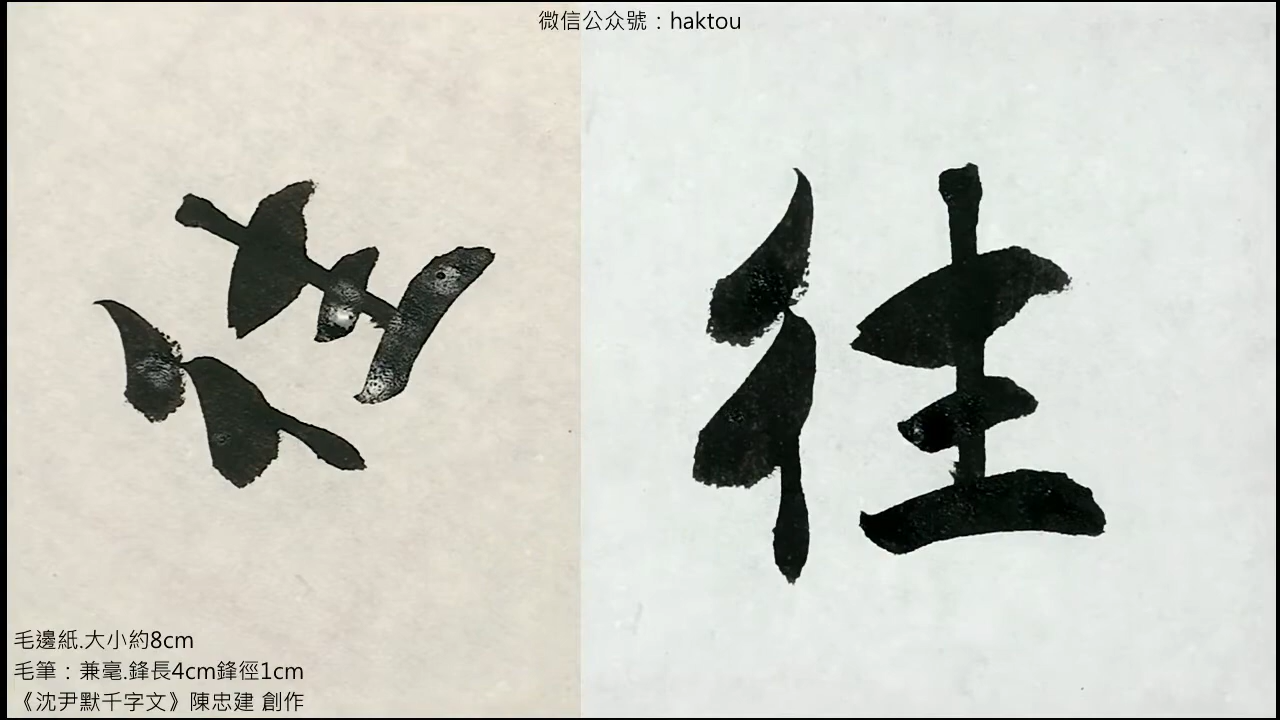 微信公众號：haktou
往
往
毛邊紙.大小約8cm
毛筆：兼毫.鋒長4cm鋒徑1cm
《沈尹默千字文》陳忠建 創作